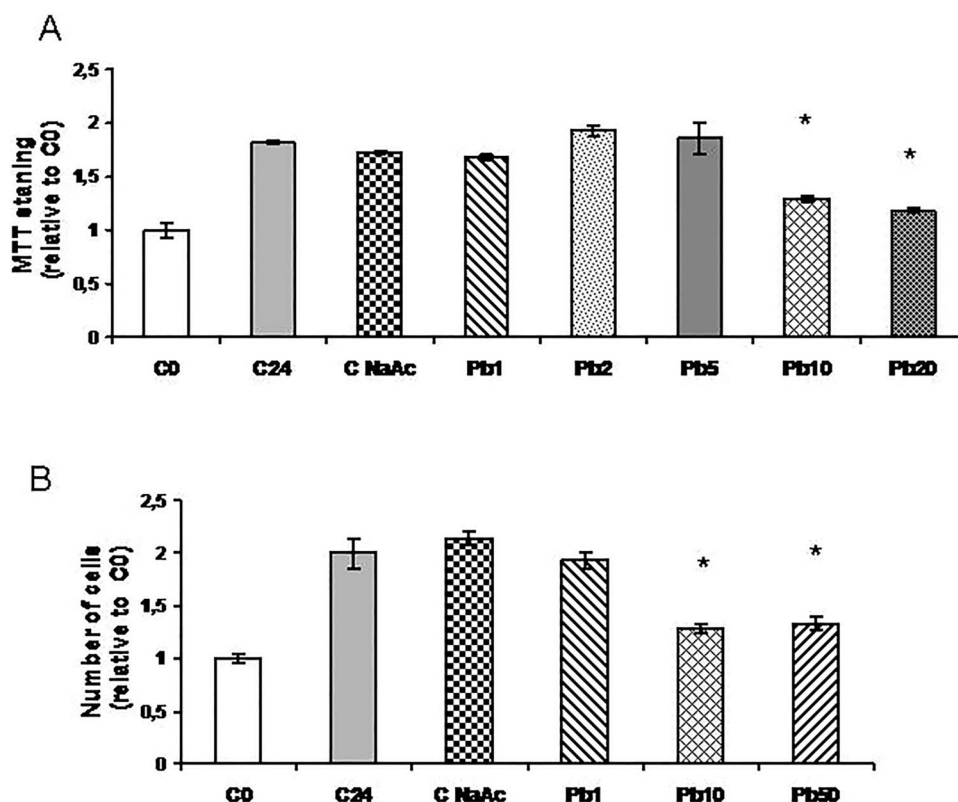 A
2,5
2
1,5
1
0,5
0
MTT staning
(relative to C0)
*
*
C0 C24 C NaAc Pb1 Pb2 Pb5 Pb10 Pb20
B
2,5
2
1,5
1
0,5
0
Number of cells
(relative to C0)
*
*
C0 C24 C NaAc Pb1 Pb10 Pb50